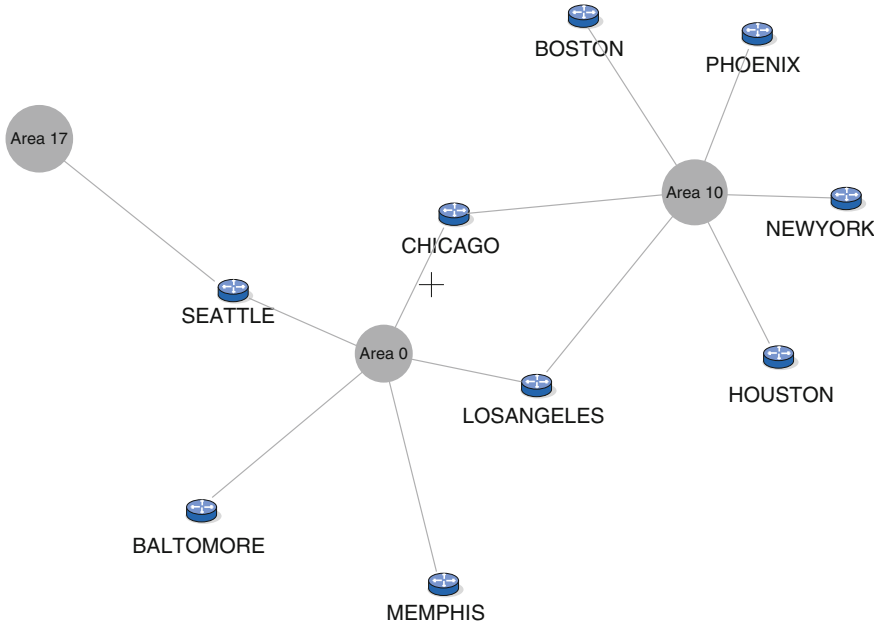 BOSTON
PHOENIX
Area 17
Area 10
NEWYORK
CHICAGO
SEATTLE
Area 0
HOUSTON
LOSANGELES
BALTOMORE
MEMPHIS